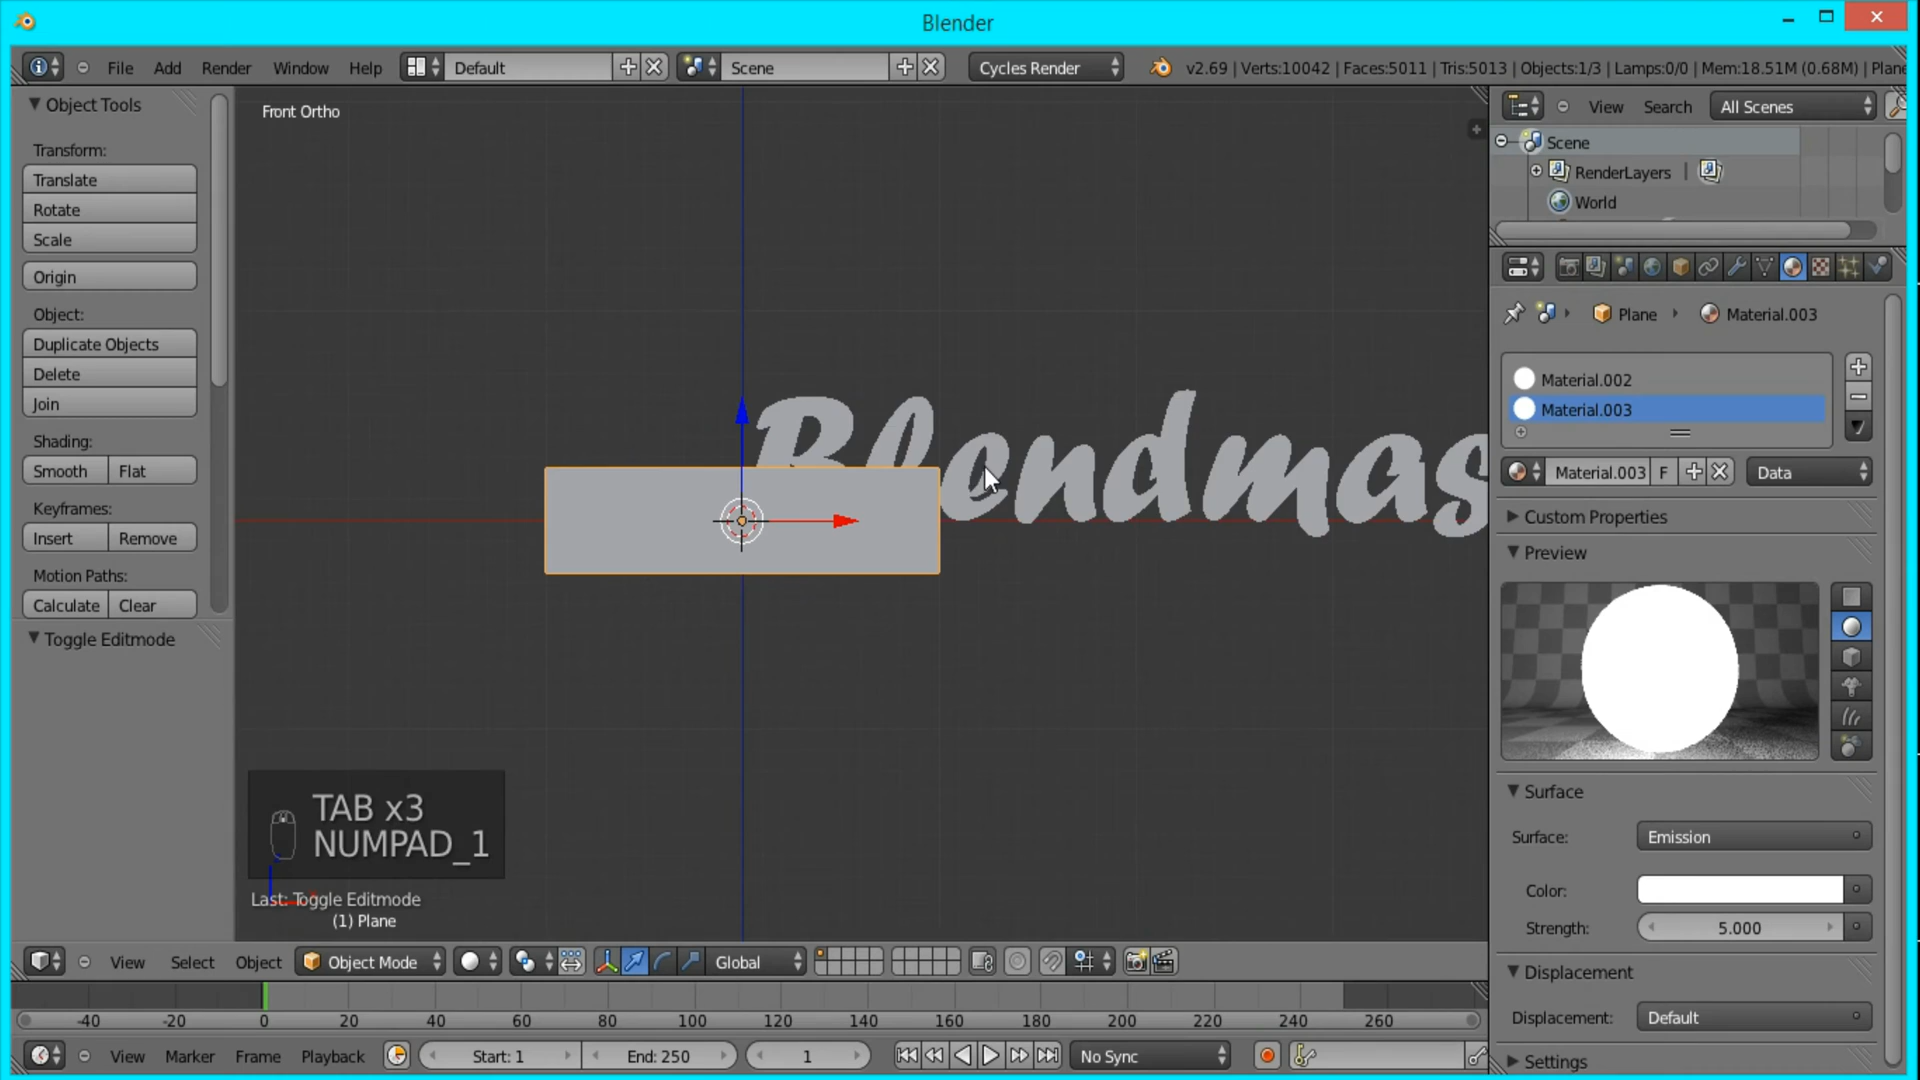 Blender
File Add Render Window Help Default Scene Cycles Render v2.69 | Verts:10042 | Faces:5011 | Tris:5013 | Objects:1/3 | Lamps:0/0 | Mem:18.51M (0.68M) | Plane
Object Tools
Transform:
Translate
Rotate
Scale
Origin
Object:
Duplicate Objects
Delete
Join
Shading:
Smooth Flat
Keyframes:
Insert Remove
Motion Paths:
Calculate Clear
Toggle Editmode
Front Ortho
Blendmas
TAB x3
NUMPAD_1
Last: Toggle Editmode
(1) Plane
View Select Object Object Mode Global
-40 -20 0 20 40 60 80 100 120 140 160 180 200 220 240 260
View Marker Frame Playback Start: 1 End: 250 1 No Sync
View Search All Scenes
Scene
RenderLayers |
World
Plane Material.003
Material.002
Material.003
Material.003 F Data
Custom Properties
Preview
Surface
Surface: Emission
Color:
Strength: 5.000
Displacement
Displacement: Default
Settings